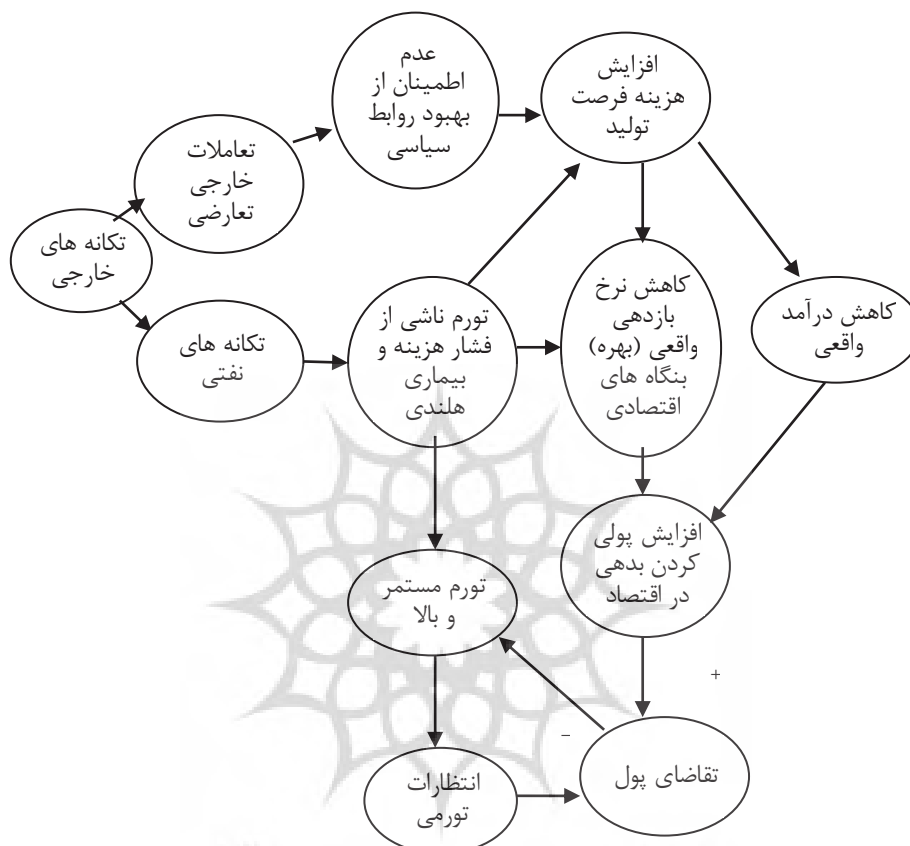 عدم
اطمینان از
بهبود روابط
سیاسی
افزایش
هزینه فرصت
تولید
تعاملات
خارجی
تعارضی
تکانه های
خارجی
تکانه های
نفتی
تورم ناشی از
فشار هزینه و
بیماری
هلندی
کاهش نرخ
بازدهی
واقعی (بهره)
بنگاه های
اقتصادی
کاهش درآمد
واقعی
افزایش پولی
کردن بدهی
در اقتصاد
تورم مستمر
و بالا
+
−
تقاضای پول
انتظارات
تورمی